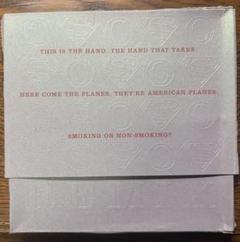 THIS IS THE HAND. THE HAND THAT TAKES.
HERE COME THE PLANES. THEY'RE AMERICAN PLANES.
SMOKING OR NON-SMOKING?